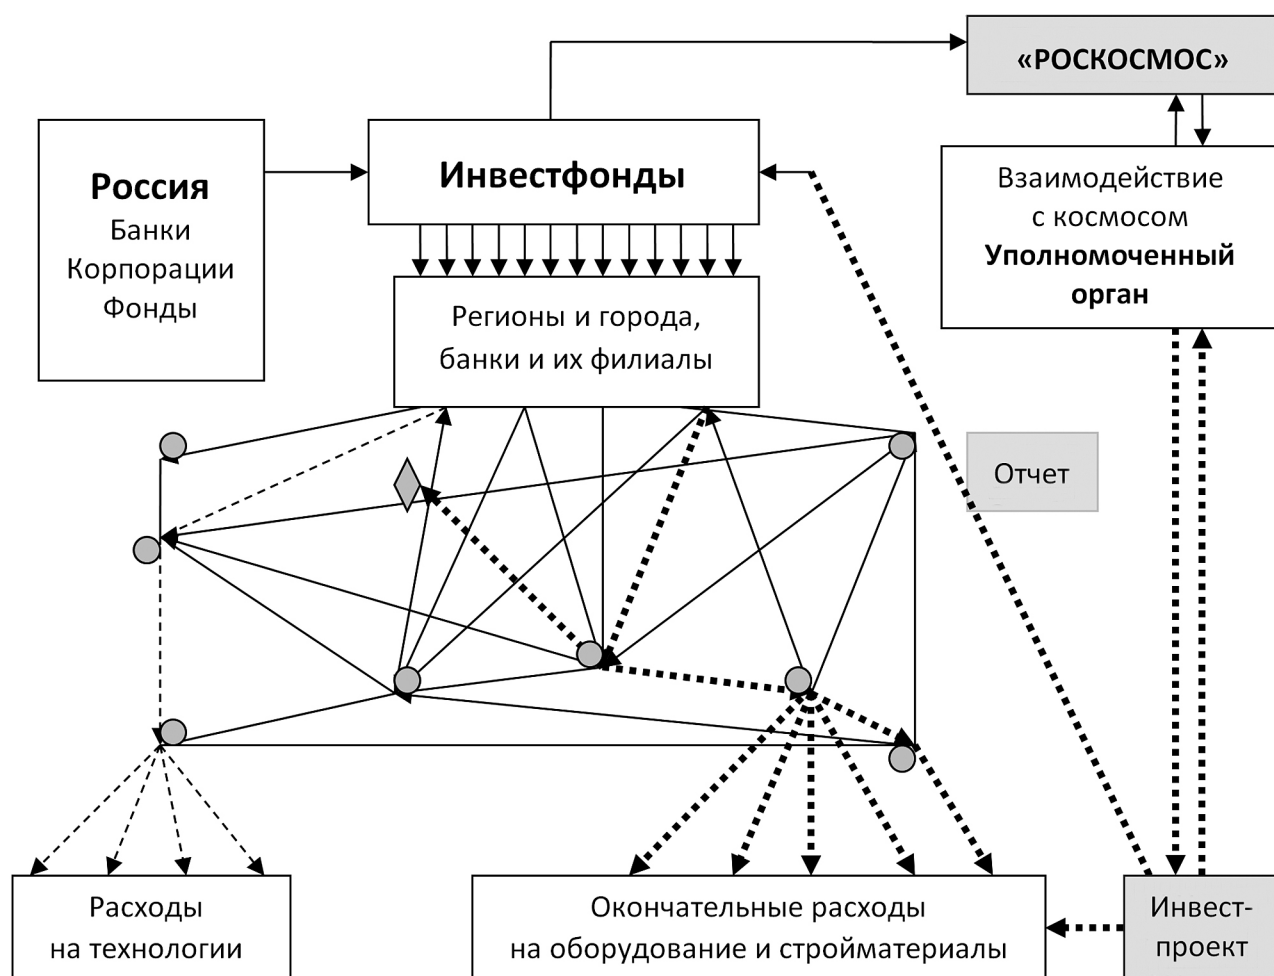 «РОСКОСМОС»
Россия
Банки
Корпорации
Фонды
Инвестфонды
Взаимодействие
с космосом
Уполномоченный
орган
Регионы и города,
банки и их филиалы
Отчет
Расходы
на технологии
Окончательные расходы
на оборудование и стройматериалы
Инвест-
проект